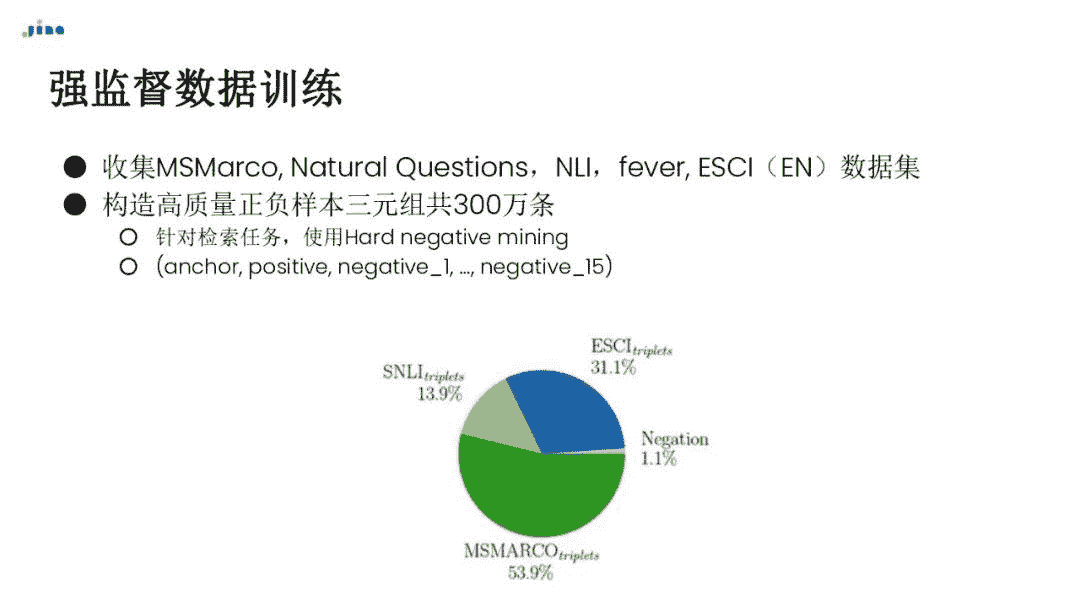 Jina
强监督数据训练
● 收集MSMarco, Natural Questions，NLI，fever, ESCI（EN）数据集
● 构造高质量正负样本三元组共300万条
○ 针对检索任务，使用Hard negative mining
○ (anchor, positive, negative_1, ..., negative_15)
ESCItriplets
31.1%
SNLItriplets
13.9%
Negation
1.1%
MSMARCOtriplets
53.9%